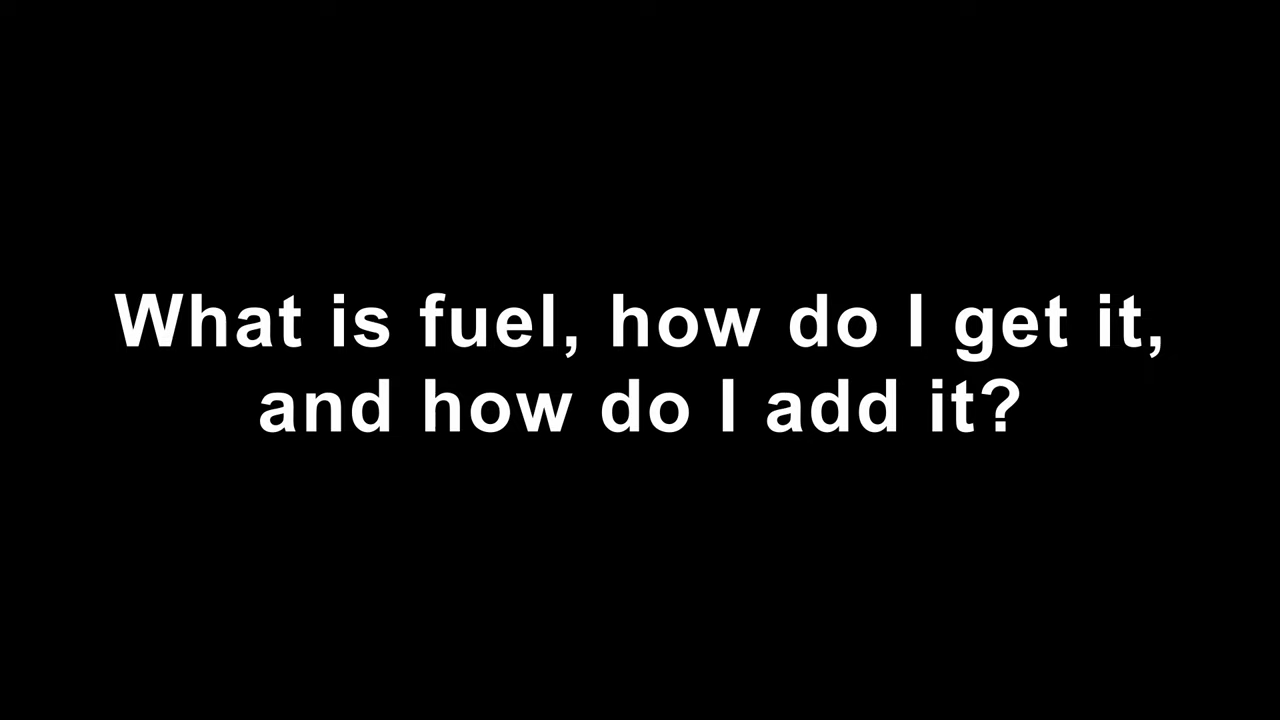 What is fuel, how do I get it,
and how do I add it?